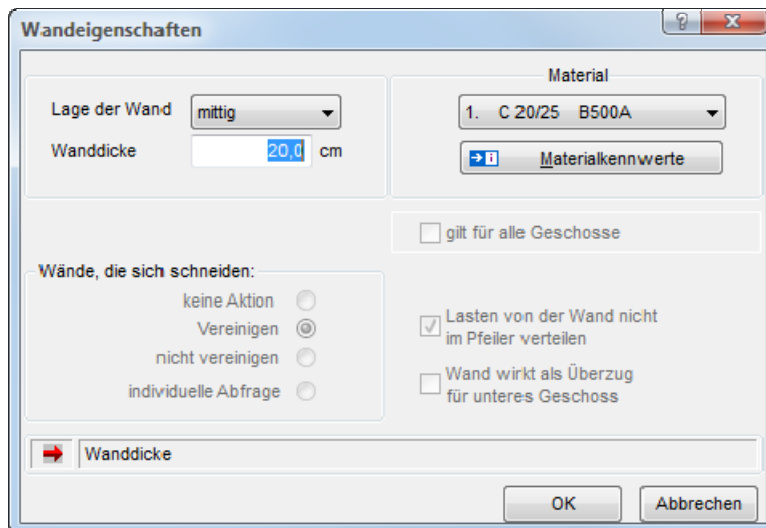 Wandeigenschaften
Material
Lage der Wand mittig
1. C 20/25 B500A
Wanddicke 20,0 cm
Materialkennwerte
gilt für alle Geschosse
Wände, die sich schneiden:
keine Aktion
Vereinigen
nicht vereinigen
individuelle Abfrage
Lasten von der Wand nicht
im Pfeiler verteilen
Wand wirkt als Überzug
für unteres Geschoss
Wanddicke
OK Abbrechen